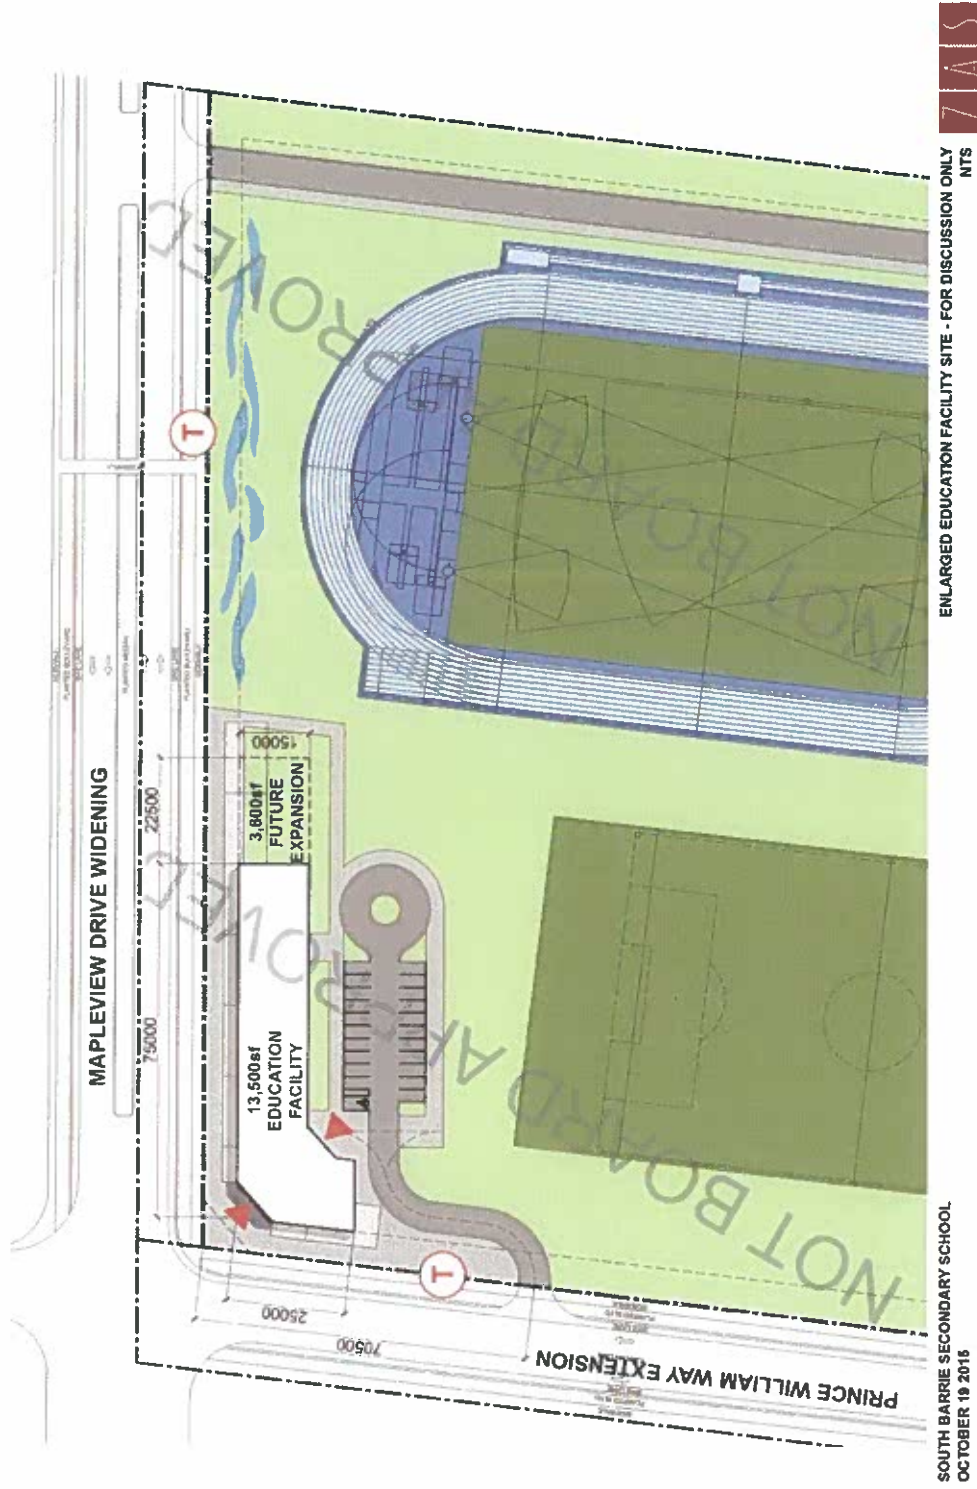 MAPLEVIEW DRIVE WIDENING
75000
22500
15000
3,600sf
FUTURE
EXPANSION
13,500sf
EDUCATION
FACILITY
T
T
25000
70500
PRINCE WILLIAM WAY EXTENSION
NOT BOARD APPROVED
NOT BOARD
SOUTH BARRIE SECONDARY SCHOOL
OCTOBER 19 2015
ENLARGED EDUCATION FACILITY SITE - FOR DISCUSSION ONLY
NTS
ZAS